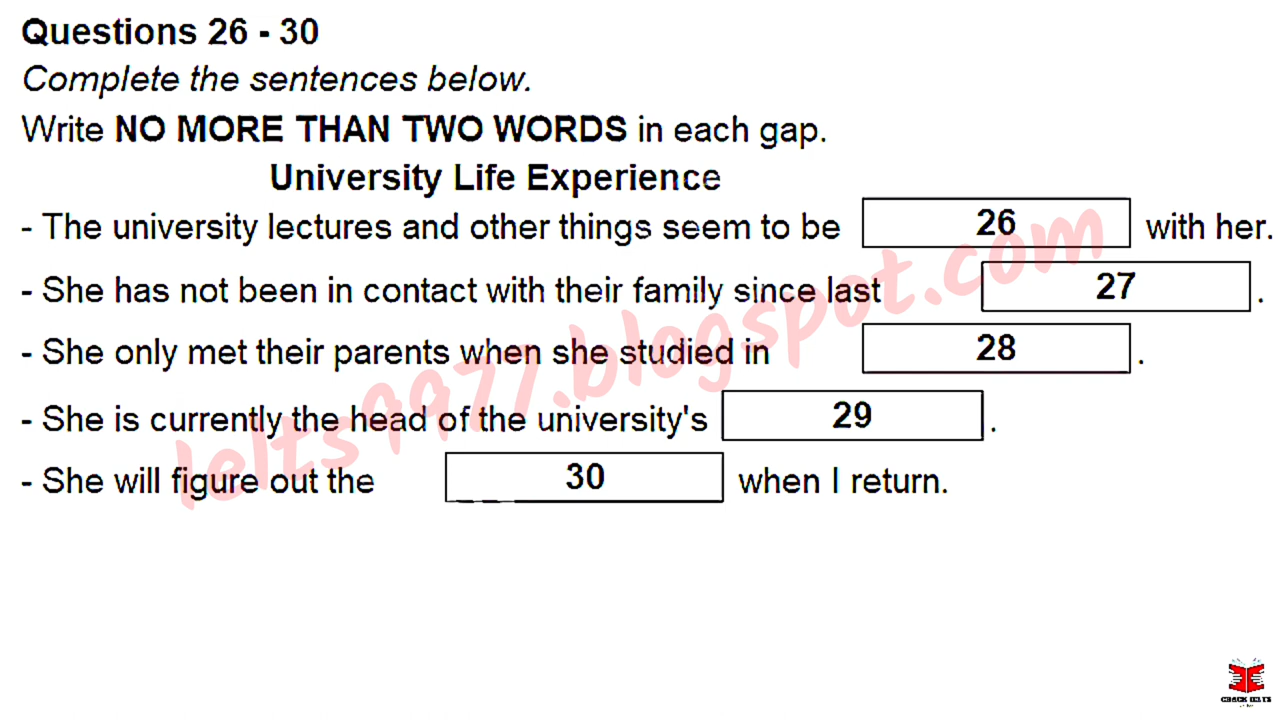 Questions 26 - 30
Complete the sentences below.
Write NO MORE THAN TWO WORDS in each gap.
University Life Experience
- The university lectures and other things seem to be 26 with her.
- She has not been in contact with their family since last 27 .
- She only met their parents when she studied in 28 .
- She is currently the head of the university's 29 .
- She will figure out the 30 when I return.
Ielts9977.blogspot.com
CRACK IELTS